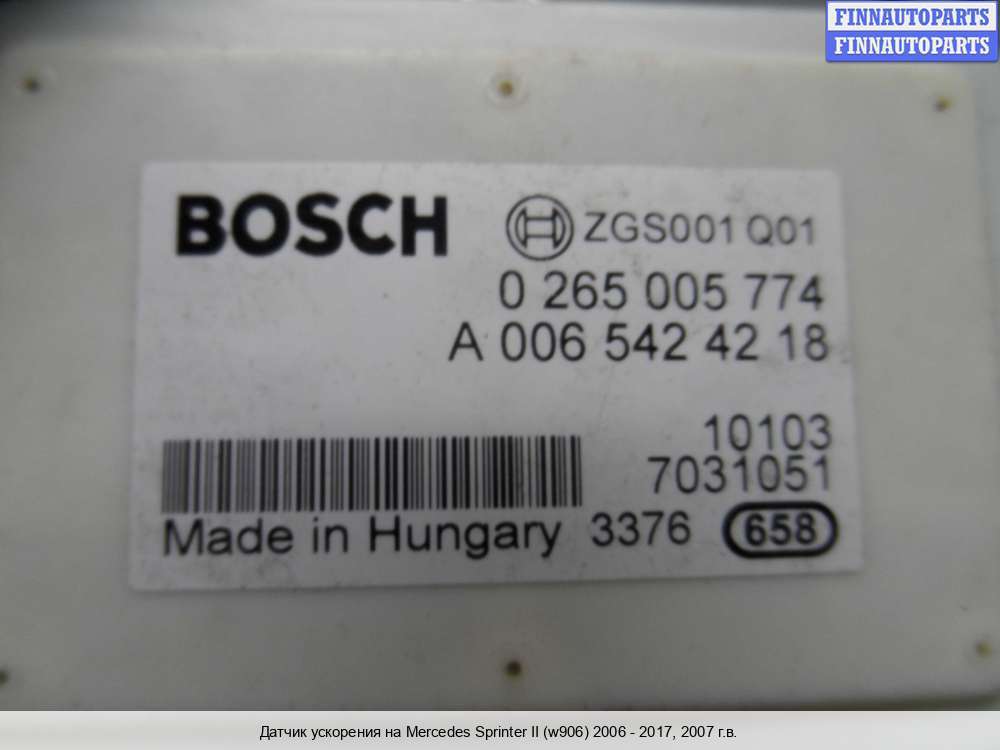 FINNAUTOPARTS
FINNAUTOPARTS
BOSCH ZGS001 Q01
0 265 005 774
A 006 542 42 18
10103
7031051
Made in Hungary 3376 658
Датчик ускорения на Mercedes Sprinter II (w906) 2006 - 2017, 2007 г.в.